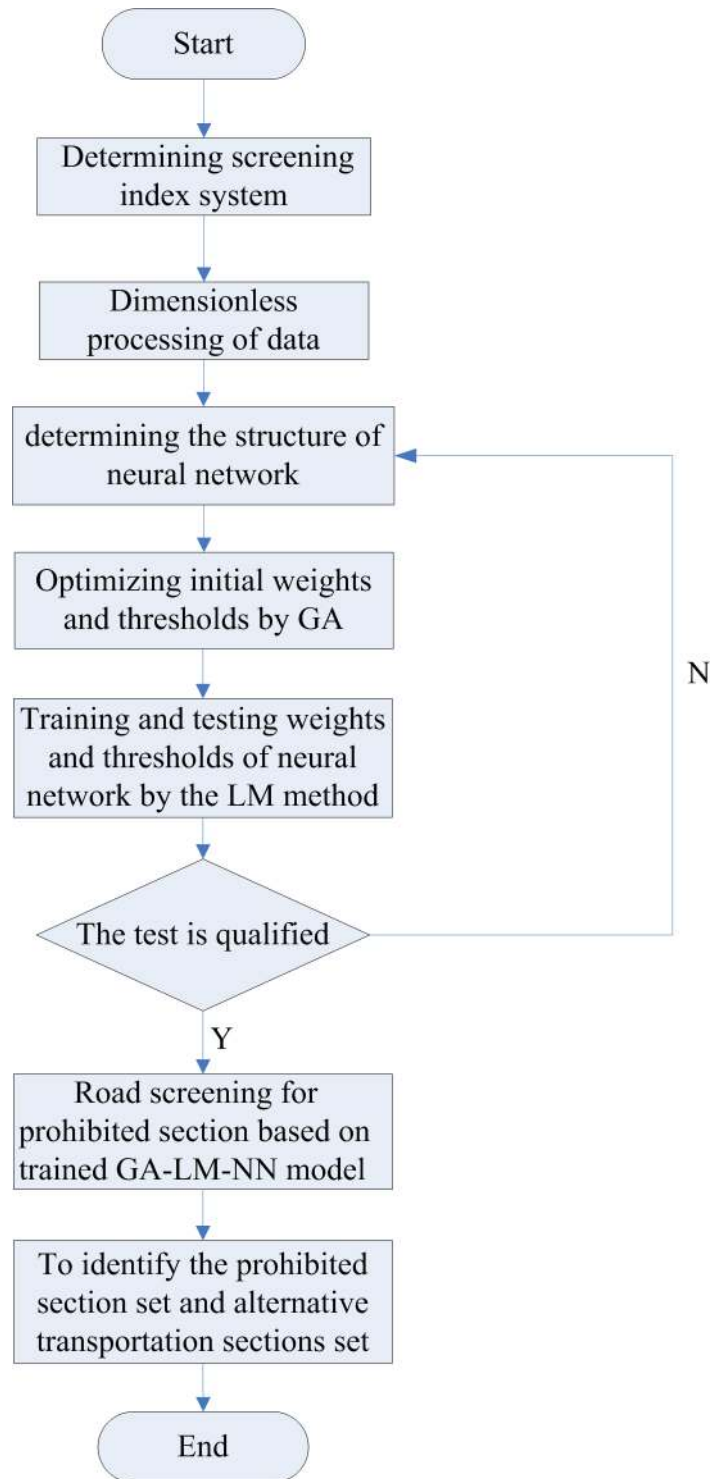 Start
Determining screening
index system
Dimensionless
processing of data
determining the structure of
neural network
Optimizing initial weights
and thresholds by GA
N
Training and testing weights
and thresholds of neural
network by the LM method
The test is qualified
Y
Road screening for
prohibited section based on
trained GA-LM-NN model
To identify the prohibited
section set and alternative
transportation sections set
End